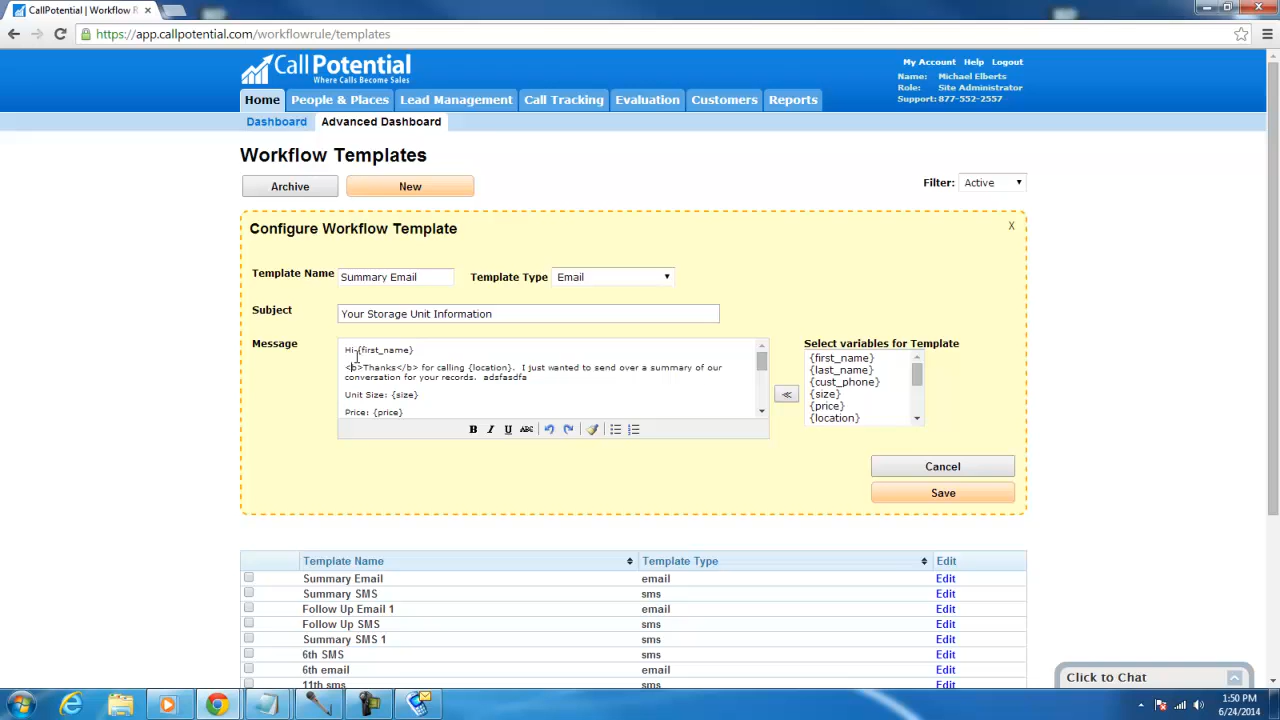 CallPotential | Workflow R
https://app.callpotential.com/workflowrule/templates
CallPotential
Where Calls Become Sales
My Account Help Logout
Name: Michael Elberts
Role: Site Administrator
Support: 877-552-2557
Home People & Places Lead Management Call Tracking Evaluation Customers Reports
Dashboard Advanced Dashboard
Workflow Templates
Archive New Filter: Active
Configure Workflow Template X
Template Name Summary Email Template Type Email
Subject Your Storage Unit Information
Message Select variables for Template
Hi {first_name}
<b>Thanks</b> for calling {location}. I just wanted to send over a summary of our
conversation for your records. adsfasdfa
Unit Size: {size}
Price: {price}
{first_name}
{last_name}
{cust_phone}
{size}
{price}
{location}
B I U ABC
Cancel
Save
Template Name Template Type Edit
Summary Email email Edit
Summary SMS sms Edit
Follow Up Email 1 email Edit
Follow Up SMS sms Edit
Summary SMS 1 sms Edit
6th SMS sms Edit
6th email email Edit
11th sms sms Edit
Click to Chat
1:50 PM
6/24/2014